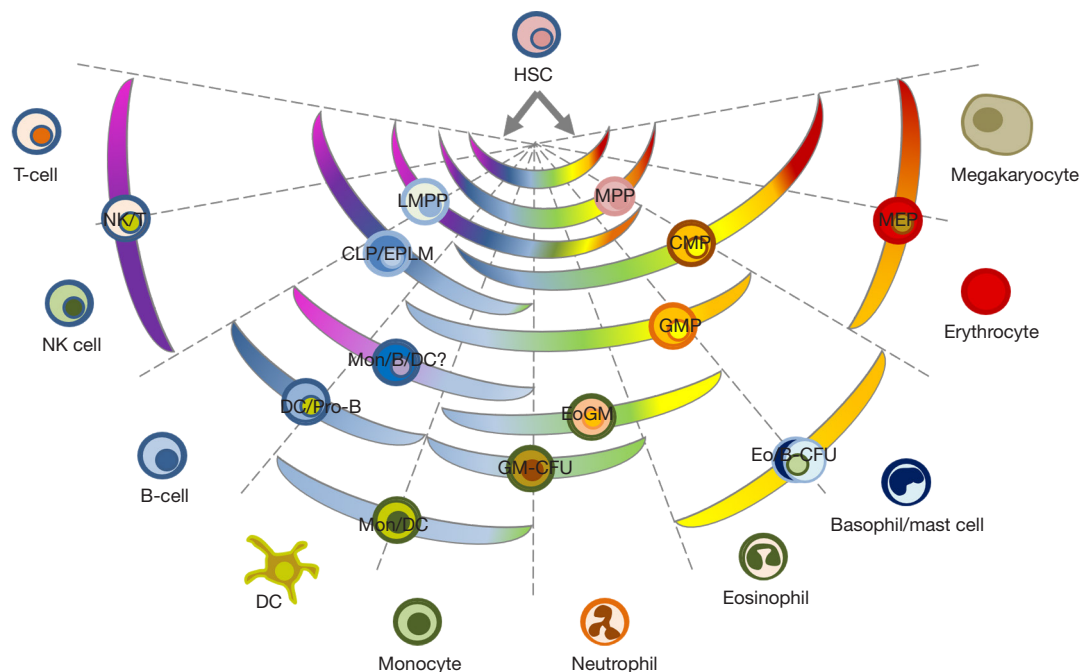 HSC
T-cell
Megakaryocyte
LMPP
MPP
NK/T
MEP
CMP
CLP/EPLM
NK cell
Erythrocyte
GMP
Mon/B/DC?
DC/Pro-B
EoGM
Eo/B-CFU
GM-CFU
B-cell
Basophil/mast cell
Mon/DC
DC
Eosinophil
Monocyte
Neutrophil